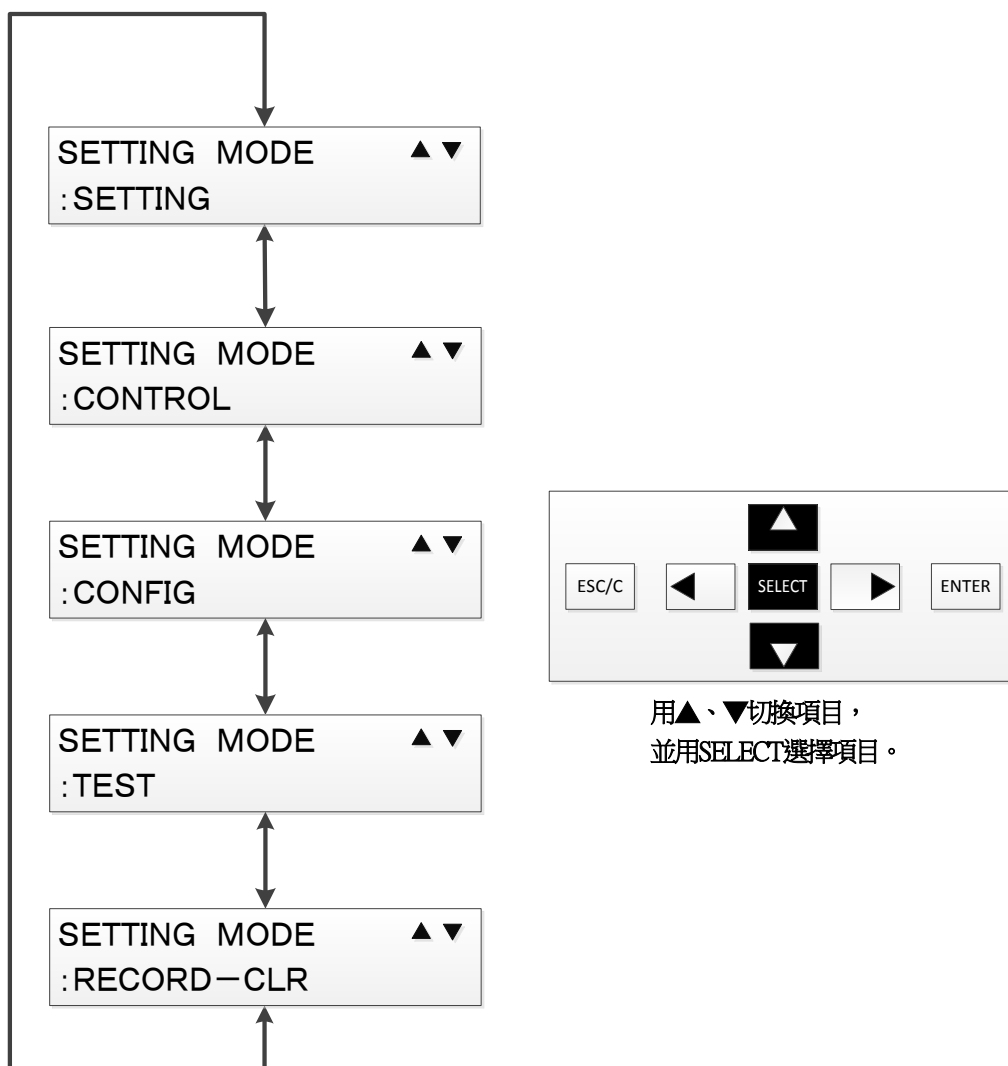 SETTING MODE ▲ ▼
:SETTING
SETTING MODE ▲ ▼
:CONTROL
SETTING MODE ▲ ▼
:CONFIG
SETTING MODE ▲ ▼
:TEST
SETTING MODE ▲ ▼
:RECORD－CLR
ESC/C
SELECT
ENTER
用▲、▼切換項目，
並用SELECT選擇項目。